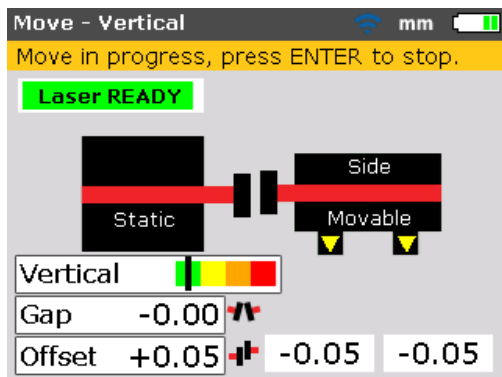 Move - Vertical mm
Move in progress, press ENTER to stop.
Laser READY
Side
Static Movable
Vertical
Gap -0.00
Offset +0.05 -0.05 -0.05